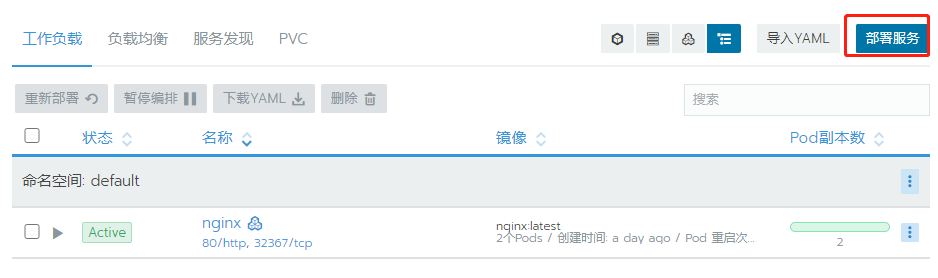 工作负载 负载均衡 服务发现 PVC 导入YAML 部署服务
重新部署 暂停编排 下载YAML 删除 搜索
状态 名称 镜像 Pod副本数
命名空间: default
Active nginx nginx:latest
80/http, 32367/tcp 2个Pods / 创建时间: a day ago / Pod 重启次... 2